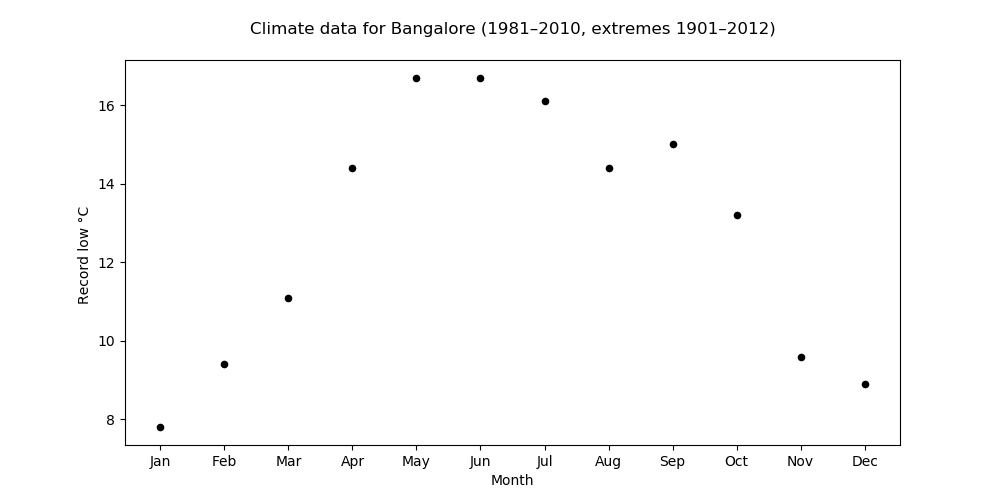 Climate data for Bangalore (1981–2010, extremes 1901–2012)
Record low °C
16
14
12
10
8
Jan Feb Mar Apr May Jun Jul Aug Sep Oct Nov Dec
Month